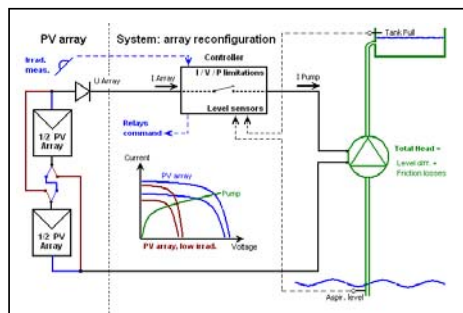 PV array
System: array reconfiguration
Tank Full
Irrad.
meas.
U Array
I Array
Controller
I / V / P limitations
Level sensors
I Pump
Relays
command
1/2 PV
Array
1/2 PV
Array
Current
PV array
Pump
PV array, low irrad.
Voltage
Total Head =
Level diff. +
Friction losses
Aspir. level